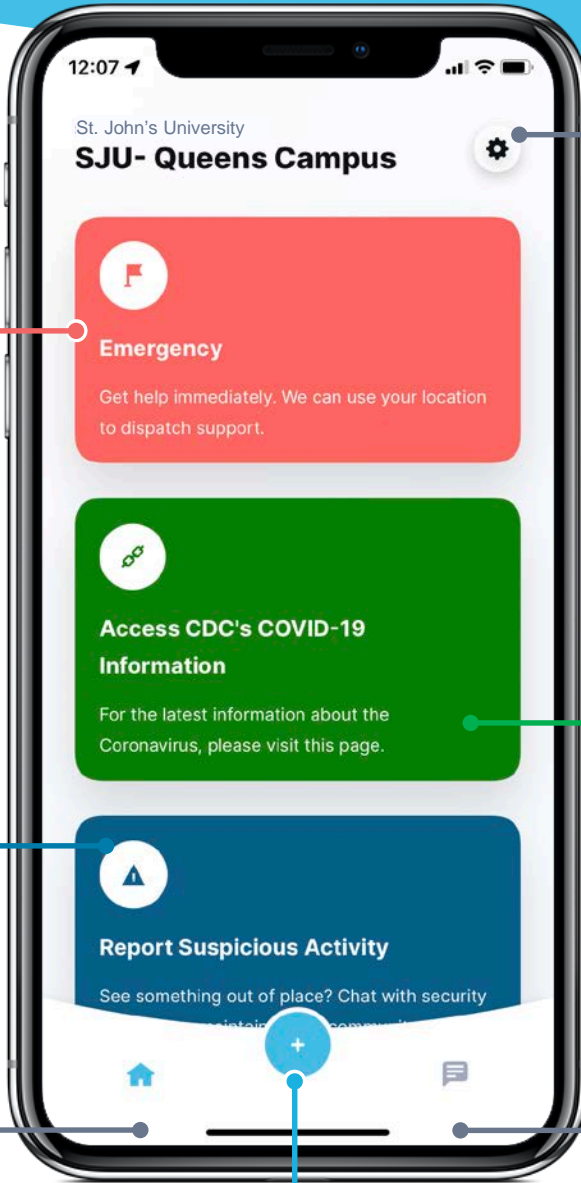 12:07
St. John's University
SJU- Queens Campus
Emergency
Get help immediately. We can use your location
to dispatch support.
Access CDC's COVID-19
Information
For the latest information about the
Coronavirus, please visit this page.
Report Suspicious Activity
See something out of place? Chat with security